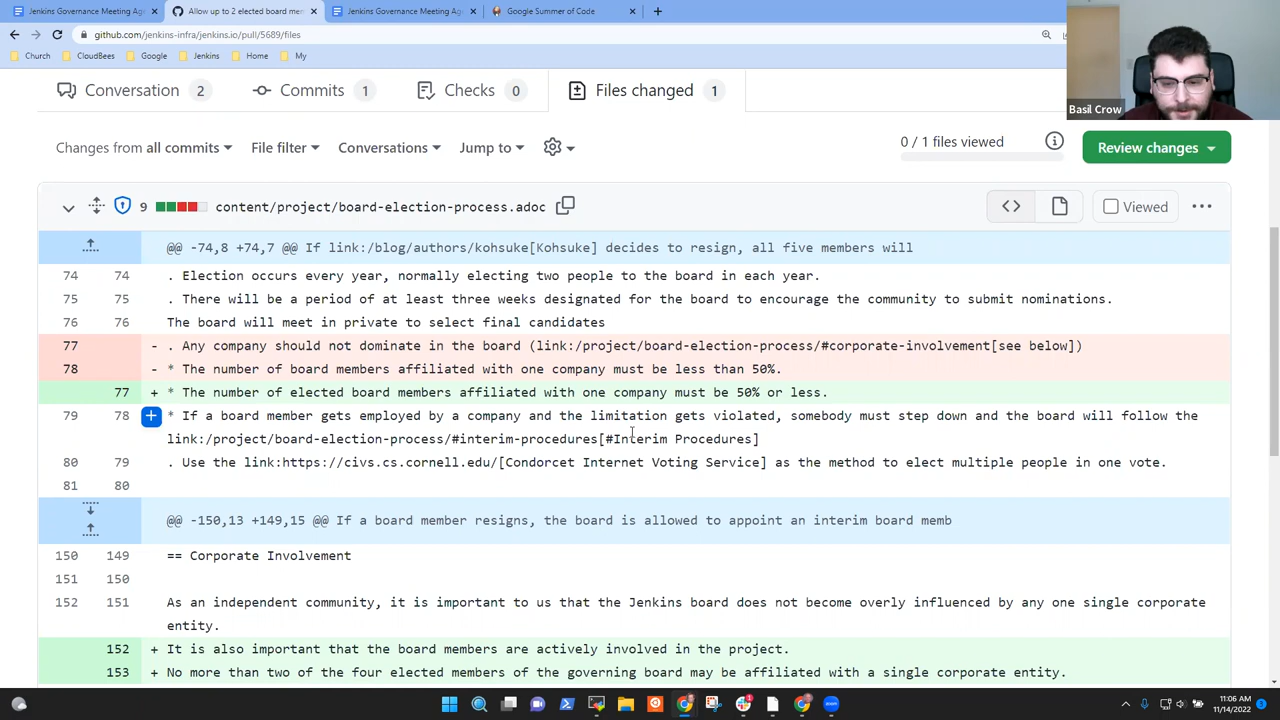 Jenkins Governance Meeting Age
Allow up to 2 elected board mem
Jenkins Governance Meeting Age
Google Summer of Code
github.com/jenkins-infra/jenkins.io/pull/5689/files
Church CloudBees Google Jenkins Home My
Basil Crow
Conversation 2 Commits 1 Checks 0 Files changed 1
Changes from all commits File filter Conversations Jump to 0 / 1 files viewed Review changes
9 content/project/board-election-process.adoc Viewed
@@ -74,8 +74,7 @@ If link:/blog/authors/kohsuke[Kohsuke] decides to resign, all five members will
74 74 . Election occurs every year, normally electing two people to the board in each year.
75 75 . There will be a period of at least three weeks designated for the board to encourage the community to submit nominations.
76 76 The board will meet in private to select final candidates
77 - . Any company should not dominate in the board (link:/project/board-election-process/#corporate-involvement[see below])
78 - * The number of board members affiliated with one company must be less than 50%.
77 + * The number of elected board members affiliated with one company must be 50% or less.
79 78 * If a board member gets employed by a company and the limitation gets violated, somebody must step down and the board will follow the
link:/project/board-election-process/#interim-procedures[#Interim Procedures]
80 79 . Use the link:https://civs.cs.cornell.edu/[Condorcet Internet Voting Service] as the method to elect multiple people in one vote.
81 80
@@ -150,13 +149,15 @@ If a board member resigns, the board is allowed to appoint an interim board memb
150 149 == Corporate Involvement
151 150
152 151 As an independent community, it is important to us that the Jenkins board does not become overly influenced by any one single corporate
entity.
152 + It is also important that the board members are actively involved in the project.
153 + No more than two of the four elected members of the governing board may be affiliated with a single corporate entity.
11:06 AM
11/14/2022